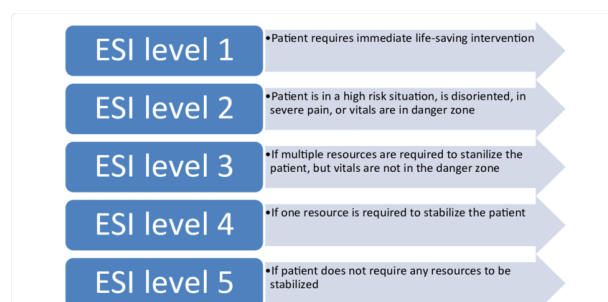 ESI level 1
•Patient requires immediate life-saving intervention
ESI level 2
•Patient is in a high risk situation, is disoriented, in
severe pain, or vitals are in danger zone
ESI level 3
•If multiple resources are required to stanilize the
patient, but vitals are not in the danger zone
ESI level 4
•If one resource is required to stabilize the patient
ESI level 5
•If patient does not require any resources to be
stabilized